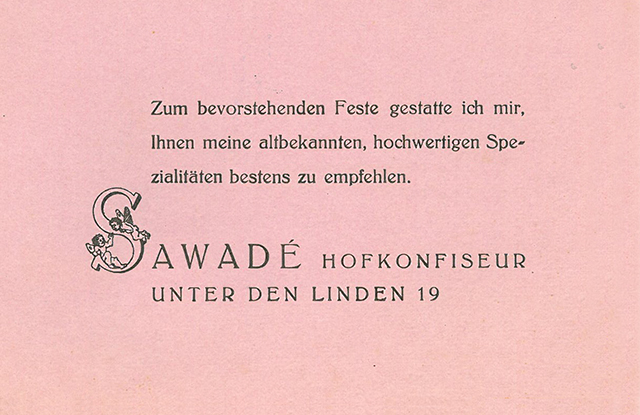 Zum bevorstehenden Feste gestatte ich mir,
Ihnen meine altbekannten, hochwertigen Spe-
zialitäten bestens zu empfehlen.
SAWADÉ HOFKONFISEUR
UNTER DEN LINDEN 19